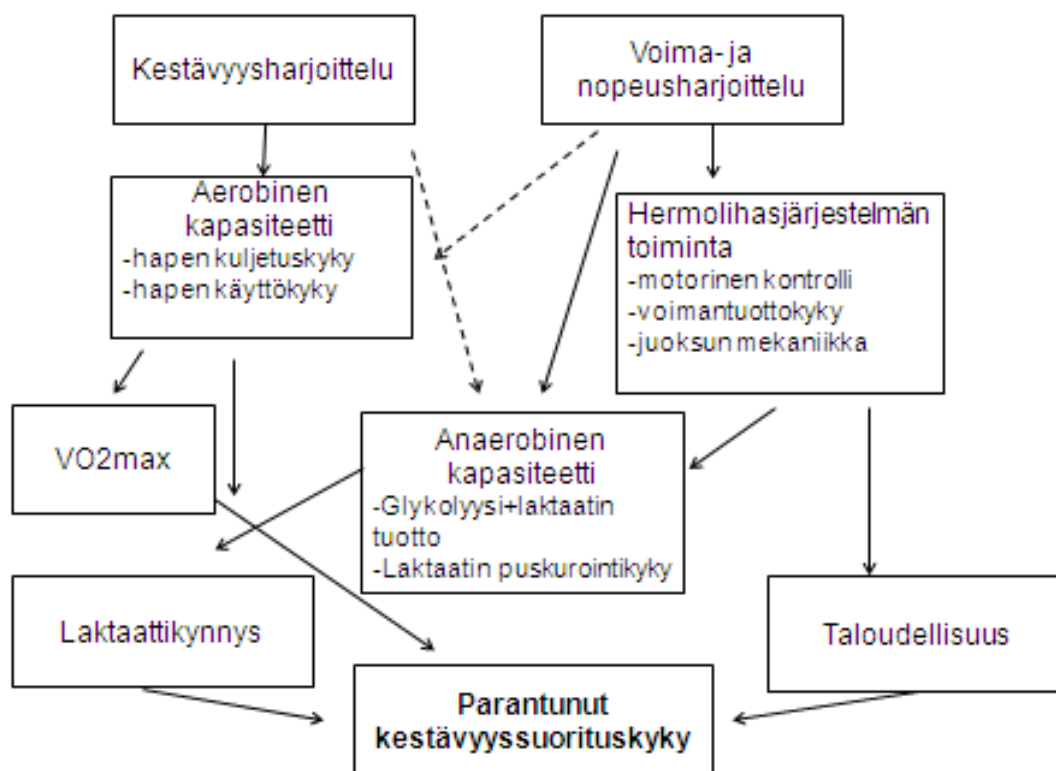 Kestävyysharjoittelu
Voima- ja
nopeusharjoittelu
Aerobinen
kapasiteetti
-hapen kuljetuskyky
-hapen käyttökyky
Hermolihasjärjestelmän
toiminta
-motorinen kontrolli
-voimantuottokyky
-juoksun mekaniikka
VO2max
Anaerobinen
kapasiteetti
-Glykolyysi+laktaatin
tuotto
-Laktaatin puskurointikyky
Laktaattikynnys
Taloudellisuus
Parantunut
kestävyyssuorituskyky